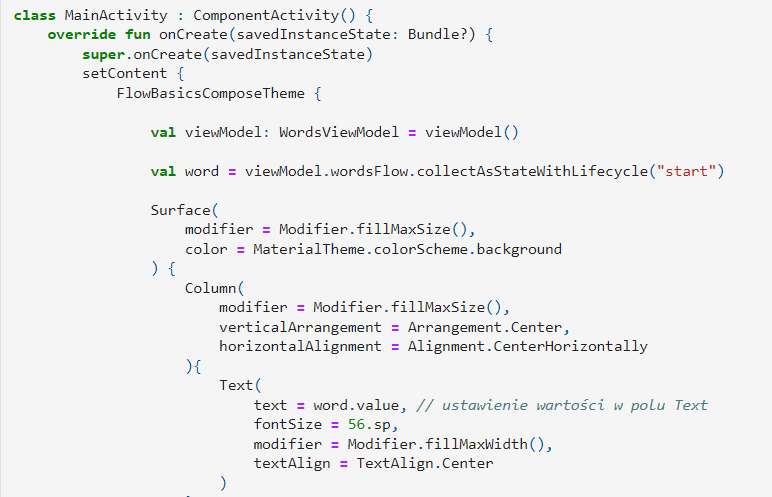 class MainActivity : ComponentActivity() {
override fun onCreate(savedInstanceState: Bundle?) {
super.onCreate(savedInstanceState)
setContent {
FlowBasicsComposeTheme {
val viewModel: WordsViewModel = viewModel()
val word = viewModel.wordsFlow.collectAsStateWithLifecycle("start")
Surface(
modifier = Modifier.fillMaxSize(),
color = MaterialTheme.colorScheme.background
) {
Column(
modifier = Modifier.fillMaxSize(),
verticalArrangement = Arrangement.Center,
horizontalAlignment = Alignment.CenterHorizontally
){
Text(
text = word.value, // ustawienie wartości w polu Text
fontSize = 56.sp,
modifier = Modifier.fillMaxWidth(),
textAlign = TextAlign.Center
)